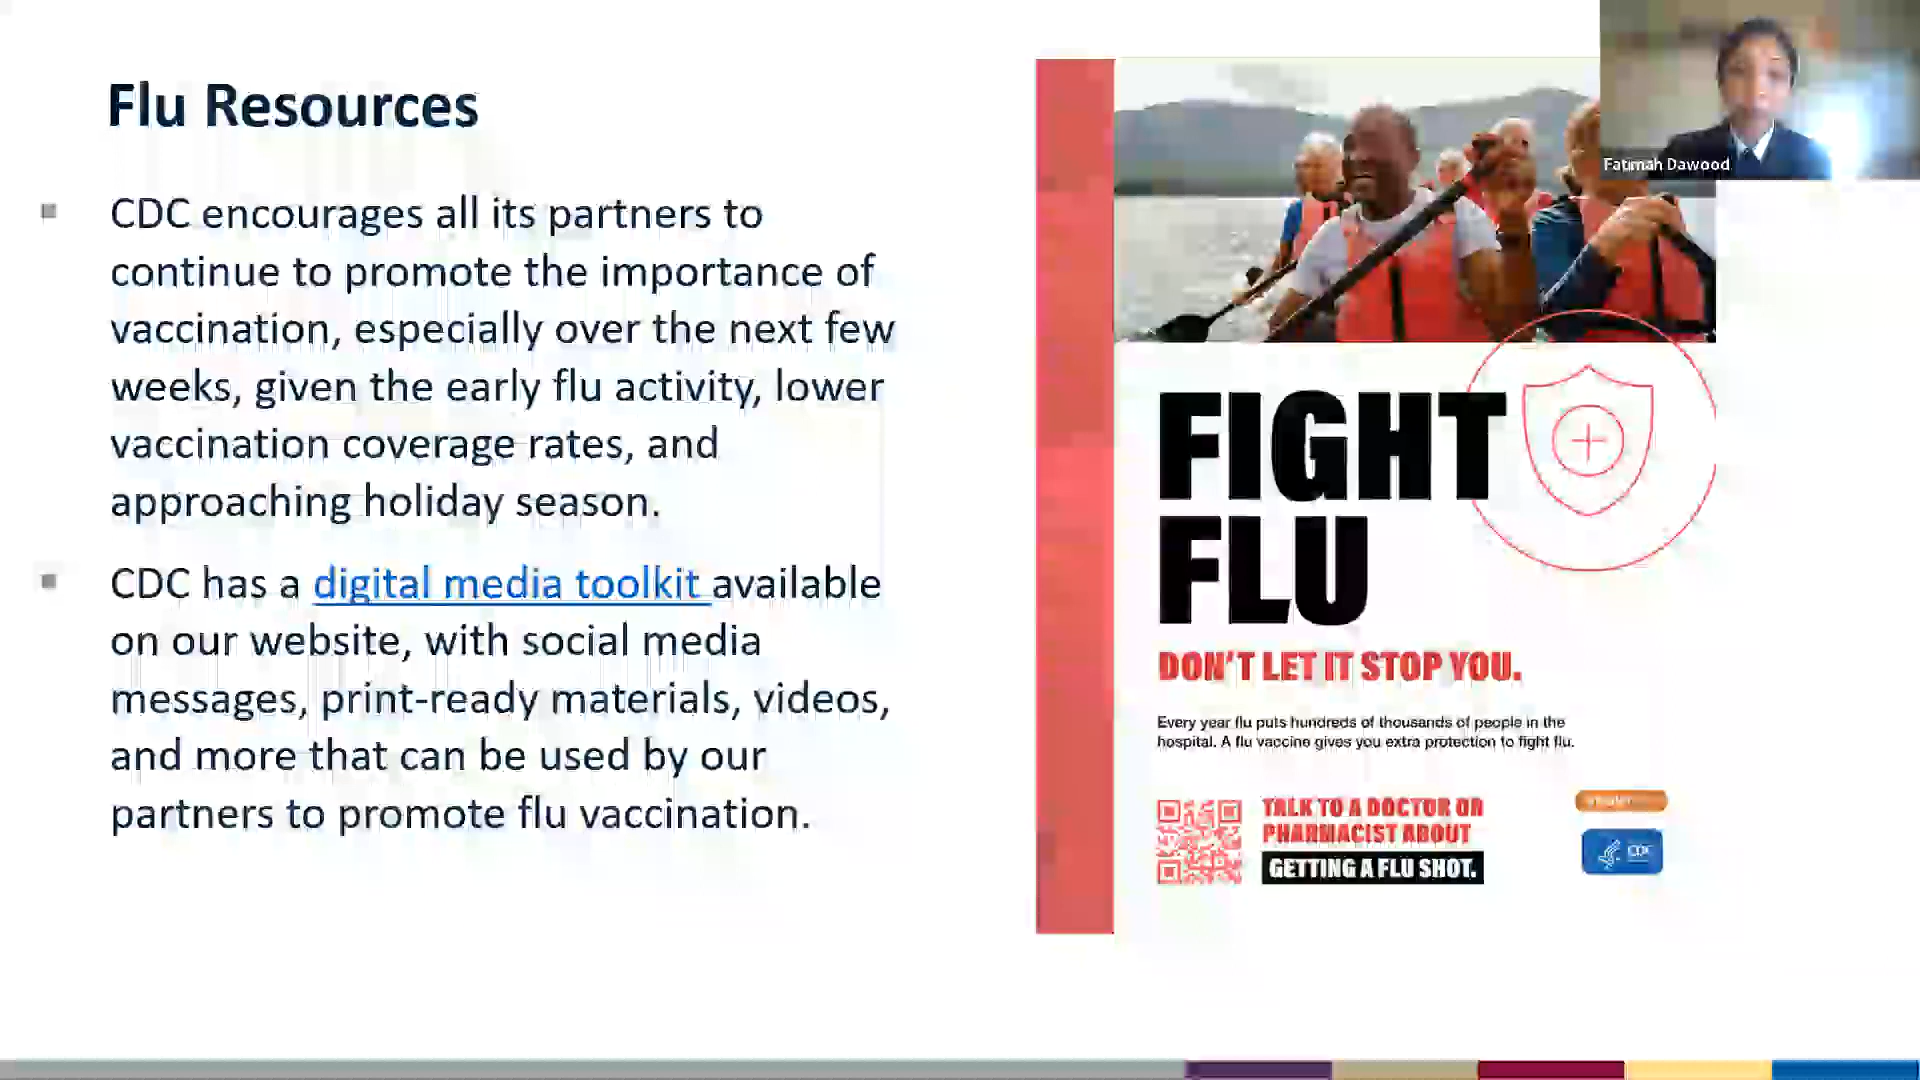 Flu Resources
CDC encourages all its partners to
continue to promote the importance of
vaccination, especially over the next few
weeks, given the early flu activity, lower
vaccination coverage rates, and
approaching holiday season.
CDC has a digital media toolkit available
on our website, with social media
messages, print-ready materials, videos,
and more that can be used by our
partners to promote flu vaccination.
Fatimah Dawood
FIGHT
FLU
DON'T LET IT STOP YOU.
Every year flu puts hundreds of thousands of people in the
hospital. A flu vaccine gives you extra protection to fight flu.
TALK TO A DOCTOR OR
PHARMACIST ABOUT
GETTING A FLU SHOT.
CDC